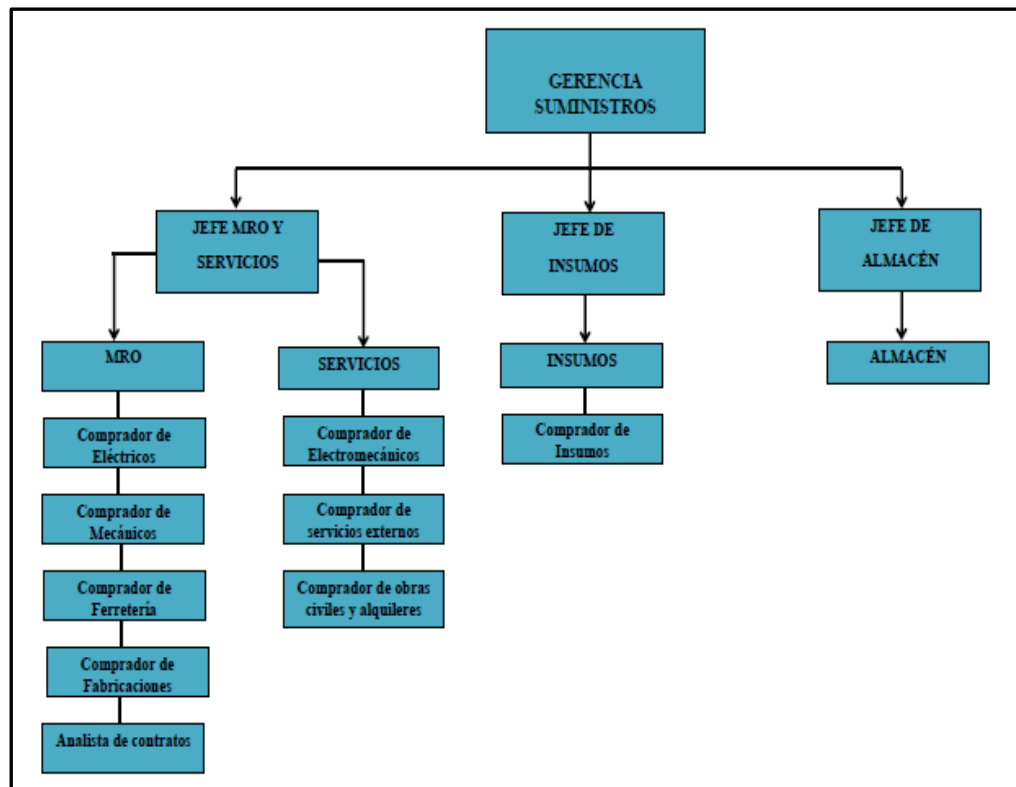 GERENCIA
SUMINISTROS
JEFE MRO Y
SERVICIOS
JEFE DE
INSUMOS
JEFE DE
ALMACÉN
MRO
SERVICIOS
INSUMOS
ALMACÉN
Comprador de
Eléctricos
Comprador de
Mecánicos
Comprador de
Ferretería
Comprador de
Fabricaciones
Analista de contratos
Comprador de
Electromecánicos
Comprador de
servicios externos
Comprador de obras
civiles y alquileres
Comprador de
Insumos